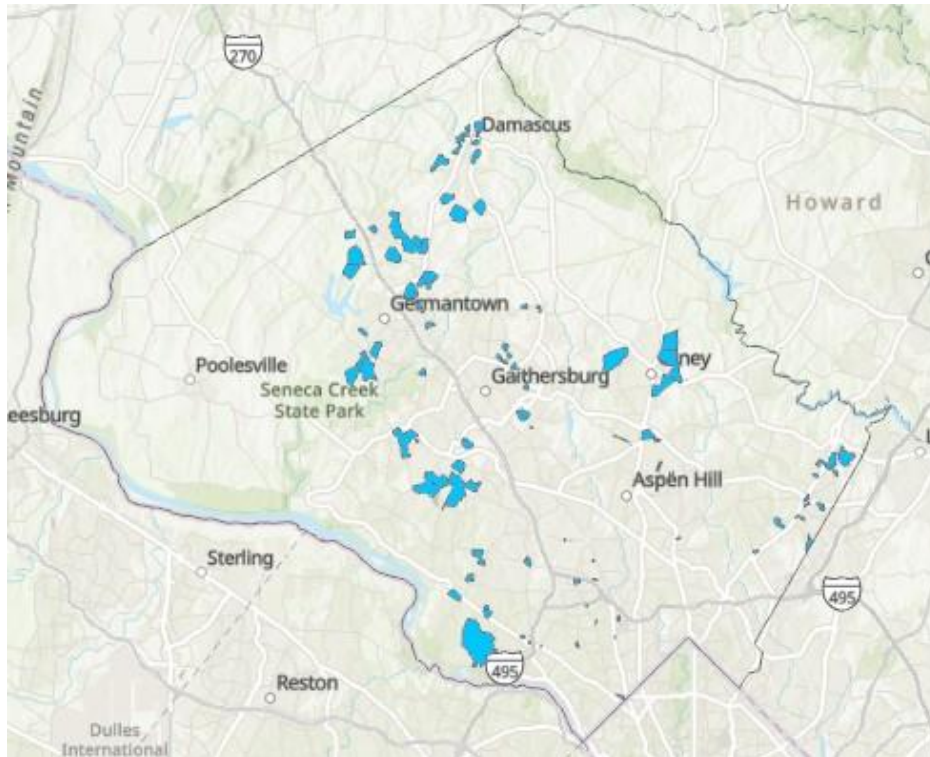 270
Mountain
Damascus
Howard
Germantown
Poolesville
ney
Gaithersburg
Seneca Creek
State Park
eesburg
Aspen Hill
Sterling
495
495
Reston
Dulles
International